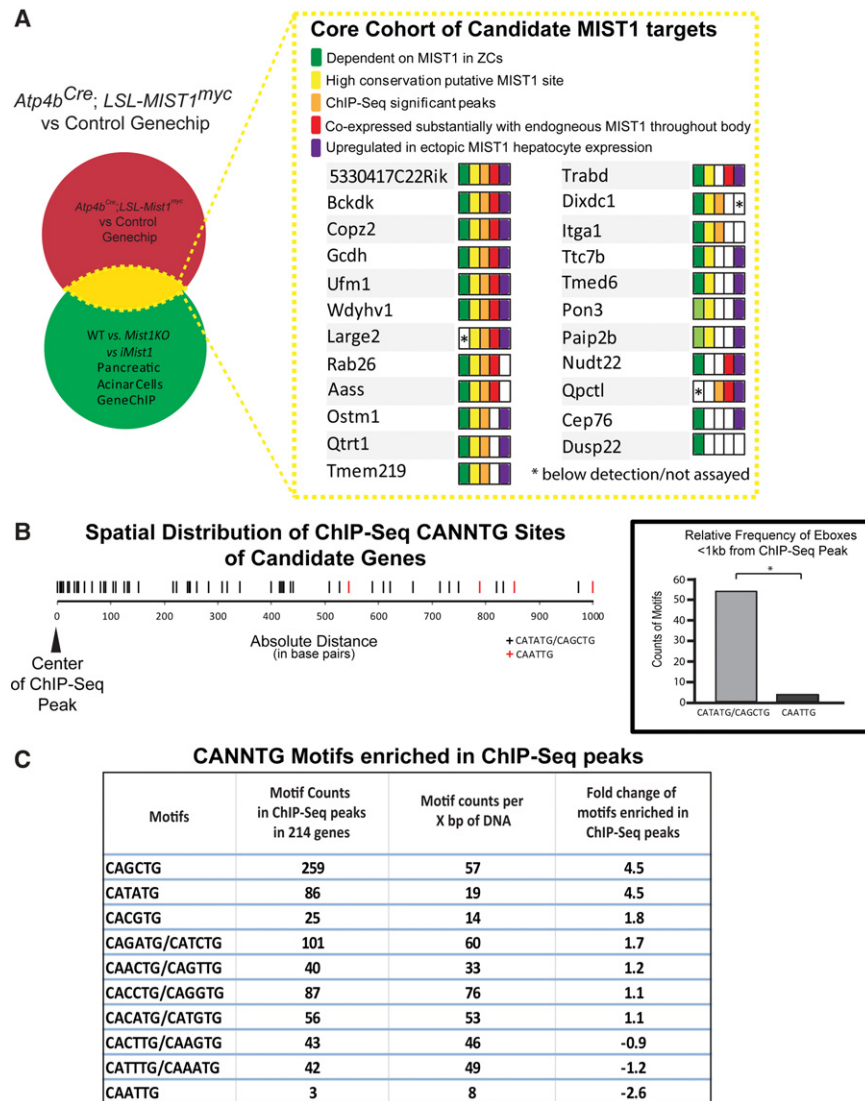 A
Atp4bCre; LSL-MIST1myc
vs Control Genechip
Atp4bCre;LSL-Mist1myc
vs Control
Genechip
WT vs. Mist1KO
vs iMist1
Pancreatic
Acinar Cells
GeneChIP
Core Cohort of Candidate MIST1 targets
Dependent on MIST1 in ZCs
High conservation putative MIST1 site
ChIP-Seq significant peaks
Co-expressed substantially with endogneous MIST1 throughout body
Upregulated in ectopic MIST1 hepatocyte expression
5330417C22Rik
Bckdk
Copz2
Gcdh
Ufm1
Wdyhv1
Large2 *
Rab26
Aass
Ostm1
Qtrt1
Tmem219
Trabd
Dixdc1 *
Itga1
Ttc7b
Tmed6
Pon3
Paip2b
Nudt22
Qpctl *
Cep76
Dusp22
* below detection/not assayed
B
Spatial Distribution of ChIP-Seq CANNTG Sites
of Candidate Genes
0 100 200 300 400 500 600 700 800 900 1000
Absolute Distance
(in base pairs)
+ CATATG/CAGCTG
+ CAATTG
Center
of ChIP-Seq
Peak
Relative Frequency of Eboxes
<1kb from ChIP-Seq Peak
*
Counts of Motifs
60
50
40
30
20
10
0
CATATG/CAGCTG CAATTG
C
CANNTG Motifs enriched in ChIP-Seq peaks
Motifs
Motif Counts
in ChIP-Seq peaks
in 214 genes
Motif counts per
X bp of DNA
Fold change of
motifs enriched in
ChIP-Seq peaks
CAGCTG 259 57 4.5
CATATG 86 19 4.5
CACGTG 25 14 1.8
CAGATG/CATCTG 101 60 1.7
CAACTG/CAGTTG 40 33 1.2
CACCTG/CAGGTG 87 76 1.1
CACATG/CATGTG 56 53 1.1
CACTTG/CAAGTG 43 46 -0.9
CATTTG/CAAATG 42 49 -1.2
CAATTG 3 8 -2.6